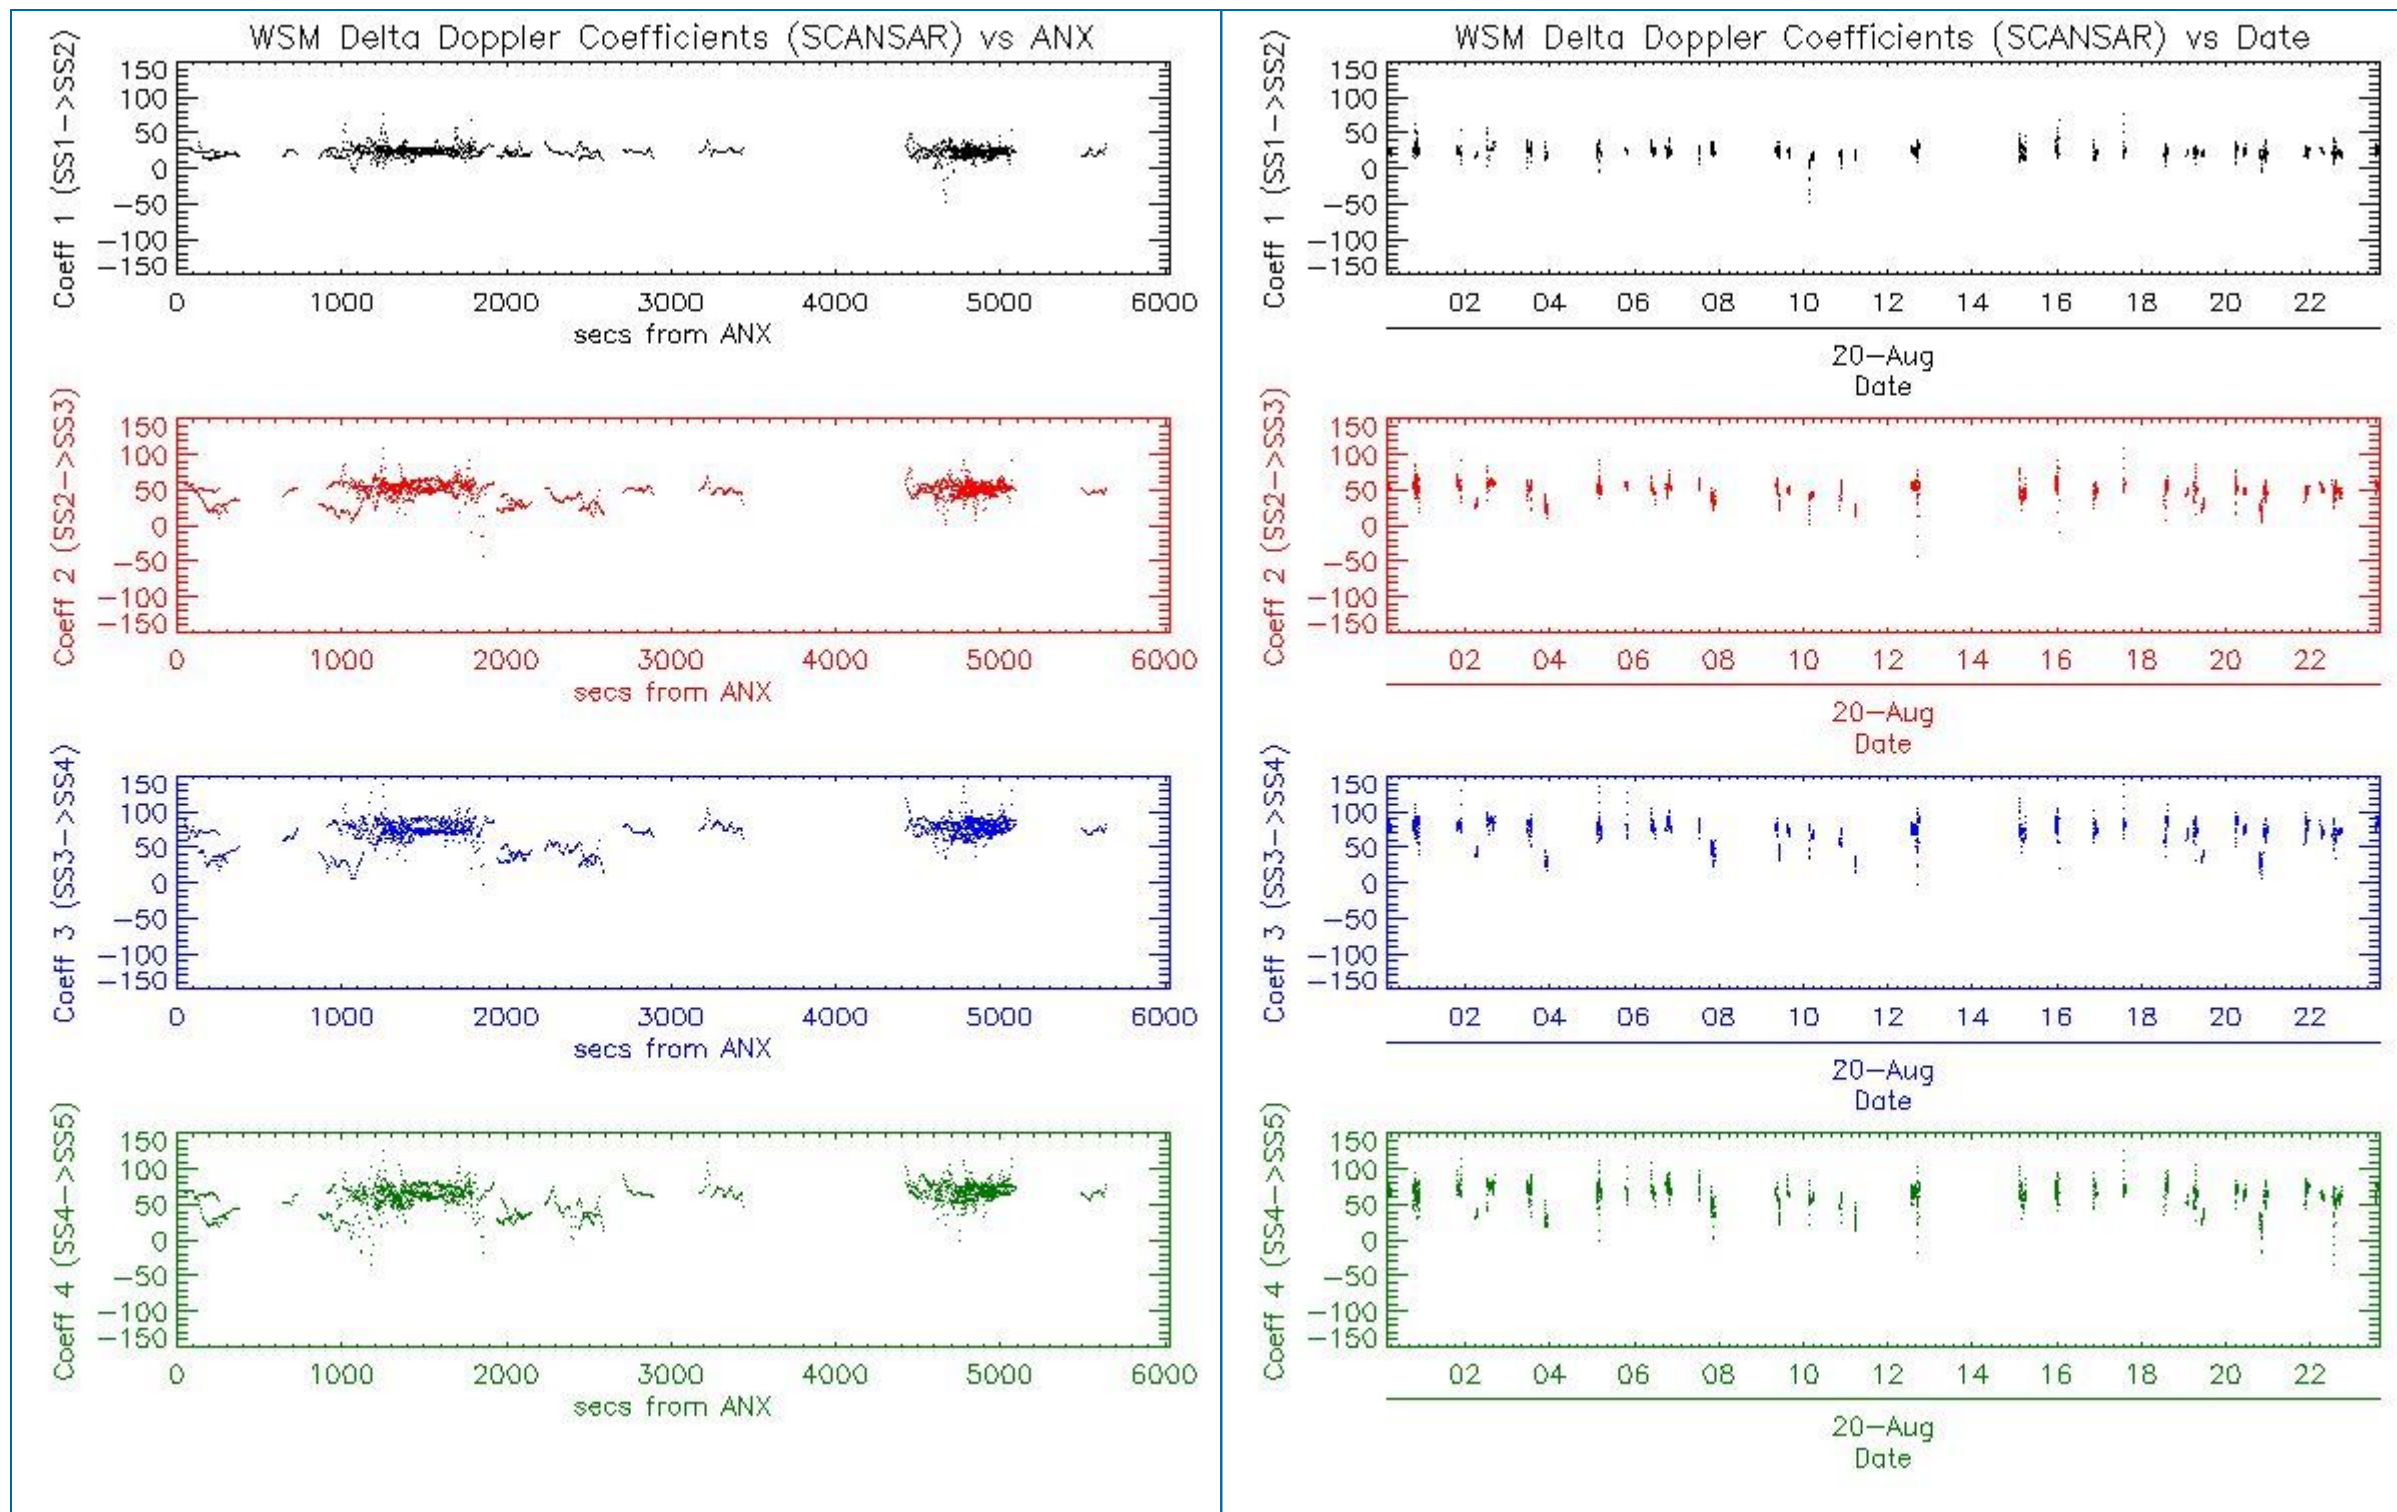 WSM Delta Doppler Coefficients (SCANSAR) vs ANX
Coeff 1 (SS1->SS2)
150
100
50
0
-50
-100
-150
0 1000 2000 3000 4000 5000 6000
secs from ANX
Coeff 2 (SS2->SS3)
150
100
50
0
-50
-100
-150
0 1000 2000 3000 4000 5000 6000
secs from ANX
Coeff 3 (SS3->SS4)
150
100
50
0
-50
-100
-150
0 1000 2000 3000 4000 5000 6000
secs from ANX
Coeff 4 (SS4->SS5)
150
100
50
0
-50
-100
-150
0 1000 2000 3000 4000 5000 6000
secs from ANX
WSM Delta Doppler Coefficients (SCANSAR) vs Date
Coeff 1 (SS1->SS2)
150
100
50
0
-50
-100
-150
02 04 06 08 10 12 14 16 18 20 22
20-Aug
Date
Coeff 2 (SS2->SS3)
150
100
50
0
-50
-100
-150
02 04 06 08 10 12 14 16 18 20 22
20-Aug
Date
Coeff 3 (SS3->SS4)
150
100
50
0
-50
-100
-150
02 04 06 08 10 12 14 16 18 20 22
20-Aug
Date
Coeff 4 (SS4->SS5)
150
100
50
0
-50
-100
-150
02 04 06 08 10 12 14 16 18 20 22
20-Aug
Date